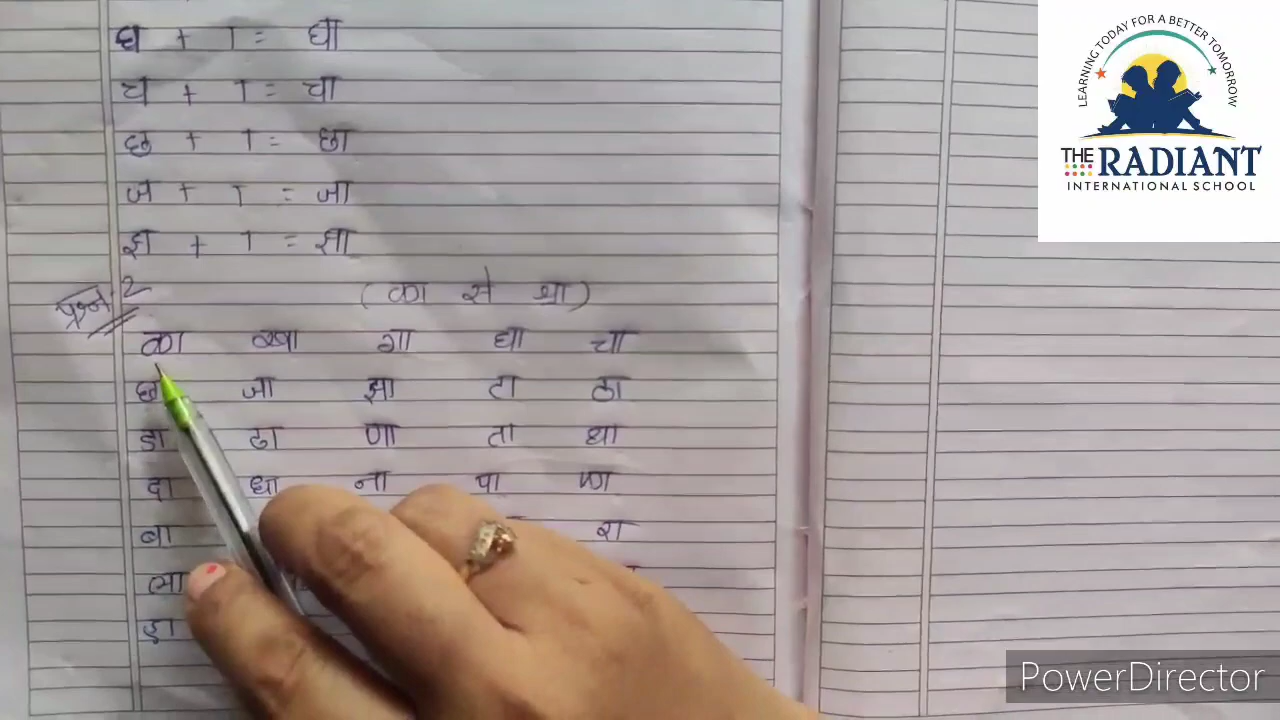 घ + ा = घा
च + ा = चा
छ + ा = छा
ज + ा = जा
झ + ा = झा
प्रश्न 2
( का से श्रा )
का खा गा घा चा
छा जा झा टा ठा
डा ढा णा ता था
दा धा ना पा फा
बा रा
ला
ज्ञा
LEARNING TODAY FOR A BETTER TOMORROW
THE RADIANT
INTERNATIONAL SCHOOL
PowerDirector